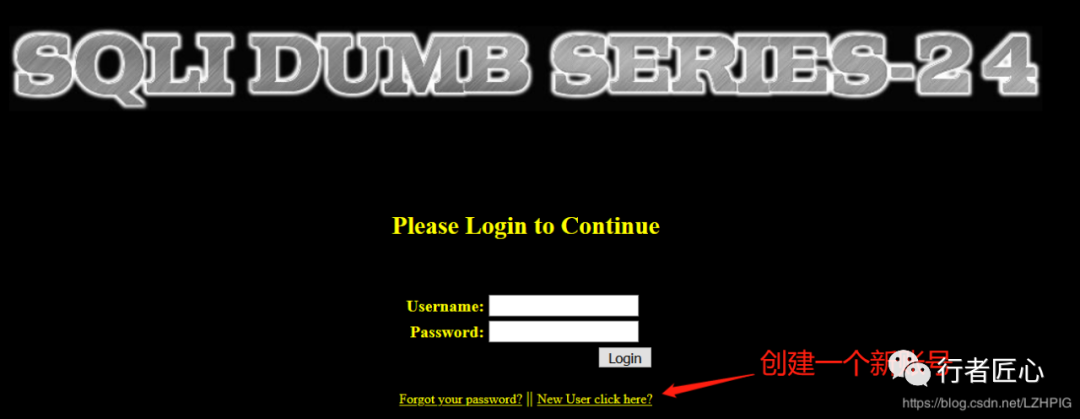 SQLI DUMB SERIES-24
Please Login to Continue
Username:
Password:
Login
创建一个新账号
行者匠心
Forgot your password? || New User click here?
https://blog.csdn.net/LZHPIG